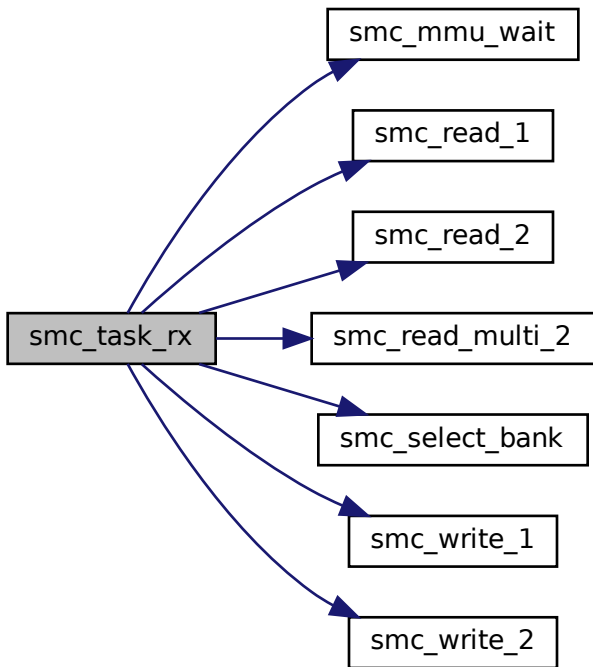 smc_mmu_wait
smc_read_1
smc_read_2
smc_task_rx
smc_read_multi_2
smc_select_bank
smc_write_1
smc_write_2